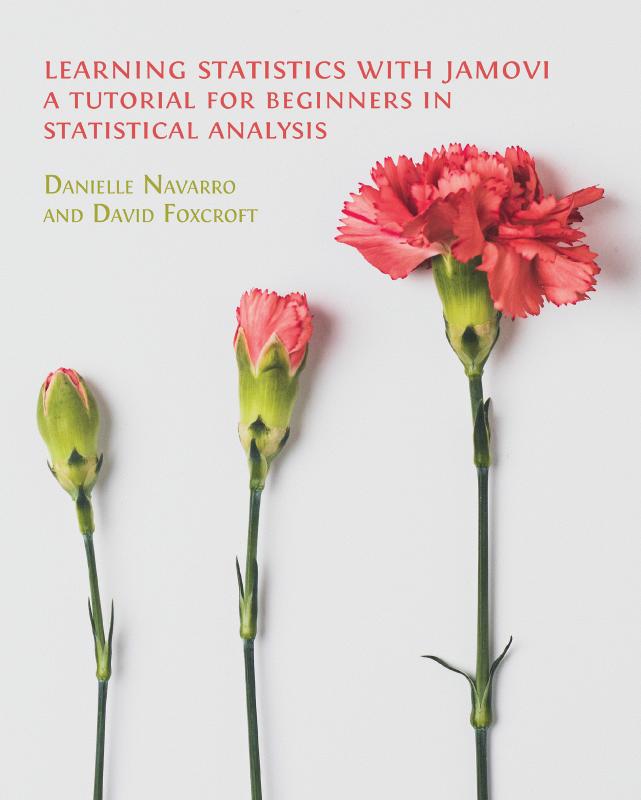 LEARNING STATISTICS WITH JAMOVI
A TUTORIAL FOR BEGINNERS IN
STATISTICAL ANALYSIS
DANIELLE NAVARRO
AND DAVID FOXCROFT